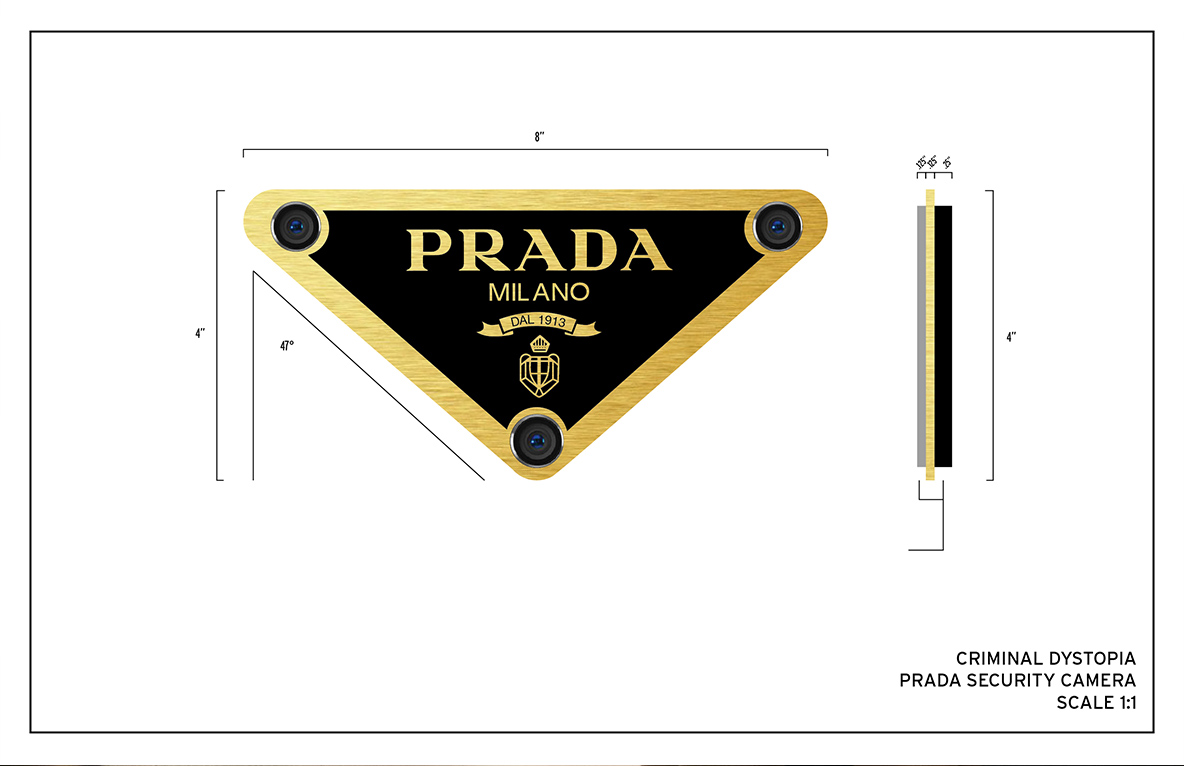 8"
4"
47°
PRADA
MILANO
DAL 1913
4"
CRIMINAL DYSTOPIA
PRADA SECURITY CAMERA
SCALE 1:1